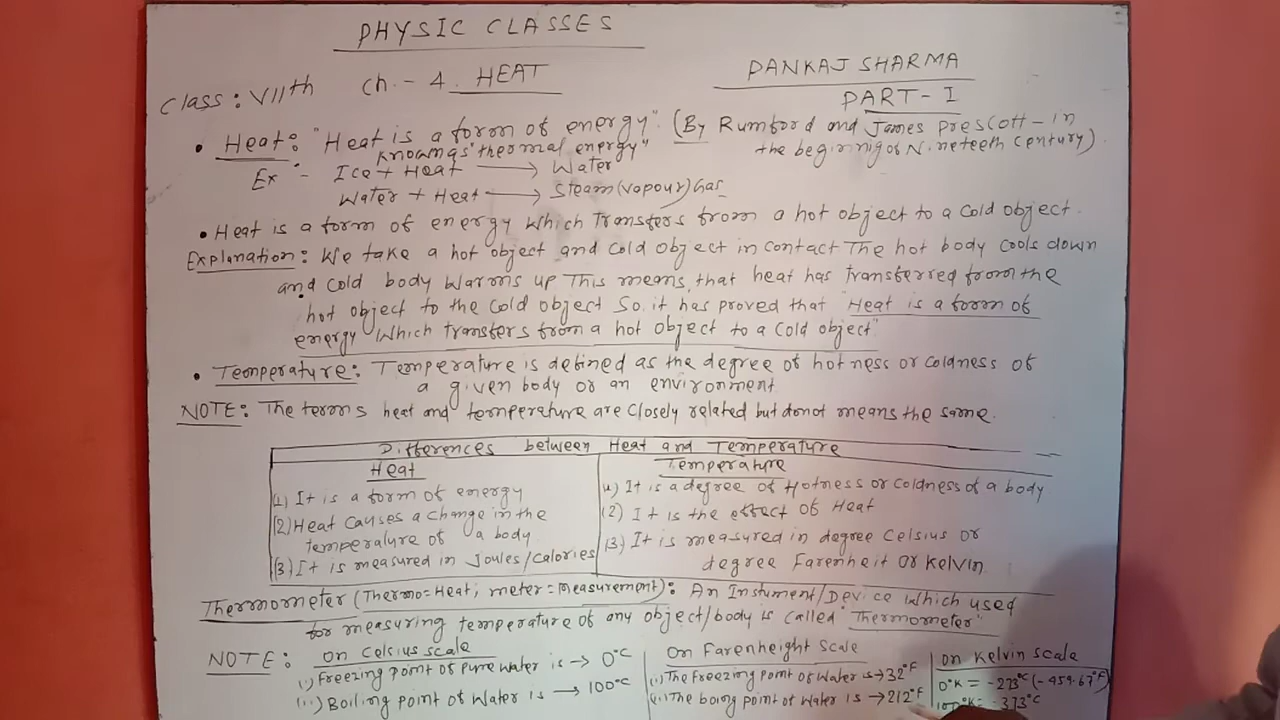 PHYSIC CLASSES
Class: VIIth Ch.- 4. HEAT
PANKAJ SHARMA
PART-I
• Heat: "Heat is a form of energy". (By Rumford and James Prescott-in
knowngs "thermal energy" the beginnig of Nineteeth century).
Ex :- Ice + Heat → Water
Water + Heat → Steam (vapour) Gas
• Heat is a form of energy which transfers from a hot object to a cold object.
Explanation: We take a hot object and cold object in contact The hot body cools down
and cold body warms up This means, that heat has transferred from the
hot object to the cold object So, it has proved that "Heat is a form of
energy which transfers from a hot object to a cold object"
• Temperature: Temperature is defined as the degree of hotness or coldness of
a given body or an environment
NOTE: The terms heat and temperature are closely related but donot means the same.
Differences between Heat and Temperature
Heat
(1) It is a form of energy
(2) Heat causes a change in the
temperature of a body
(3) It is measured in Joules/calories
Temperature
(1) It is a degree of Hotness or coldness of a body
(2) It is the effect of Heat
(3) It is measured in degree Celsius or
degree Farenheit or Kelvin
Thermometer (Thermo=Heat; meter=measurement): An Instument/Device which used
for measuring temperature of any object/body is called "Thermometer"
NOTE: On Celsius scale
(i) Freezing point of pure water is → 0°C
(ii) Boiling point of water is → 100°C
On Farenheight Scale
(i) The freezing point of water is → 32°F
(ii) The boing point of water is → 212°F
On Kelvin scale
0°K = -273°C (-459.67°F)